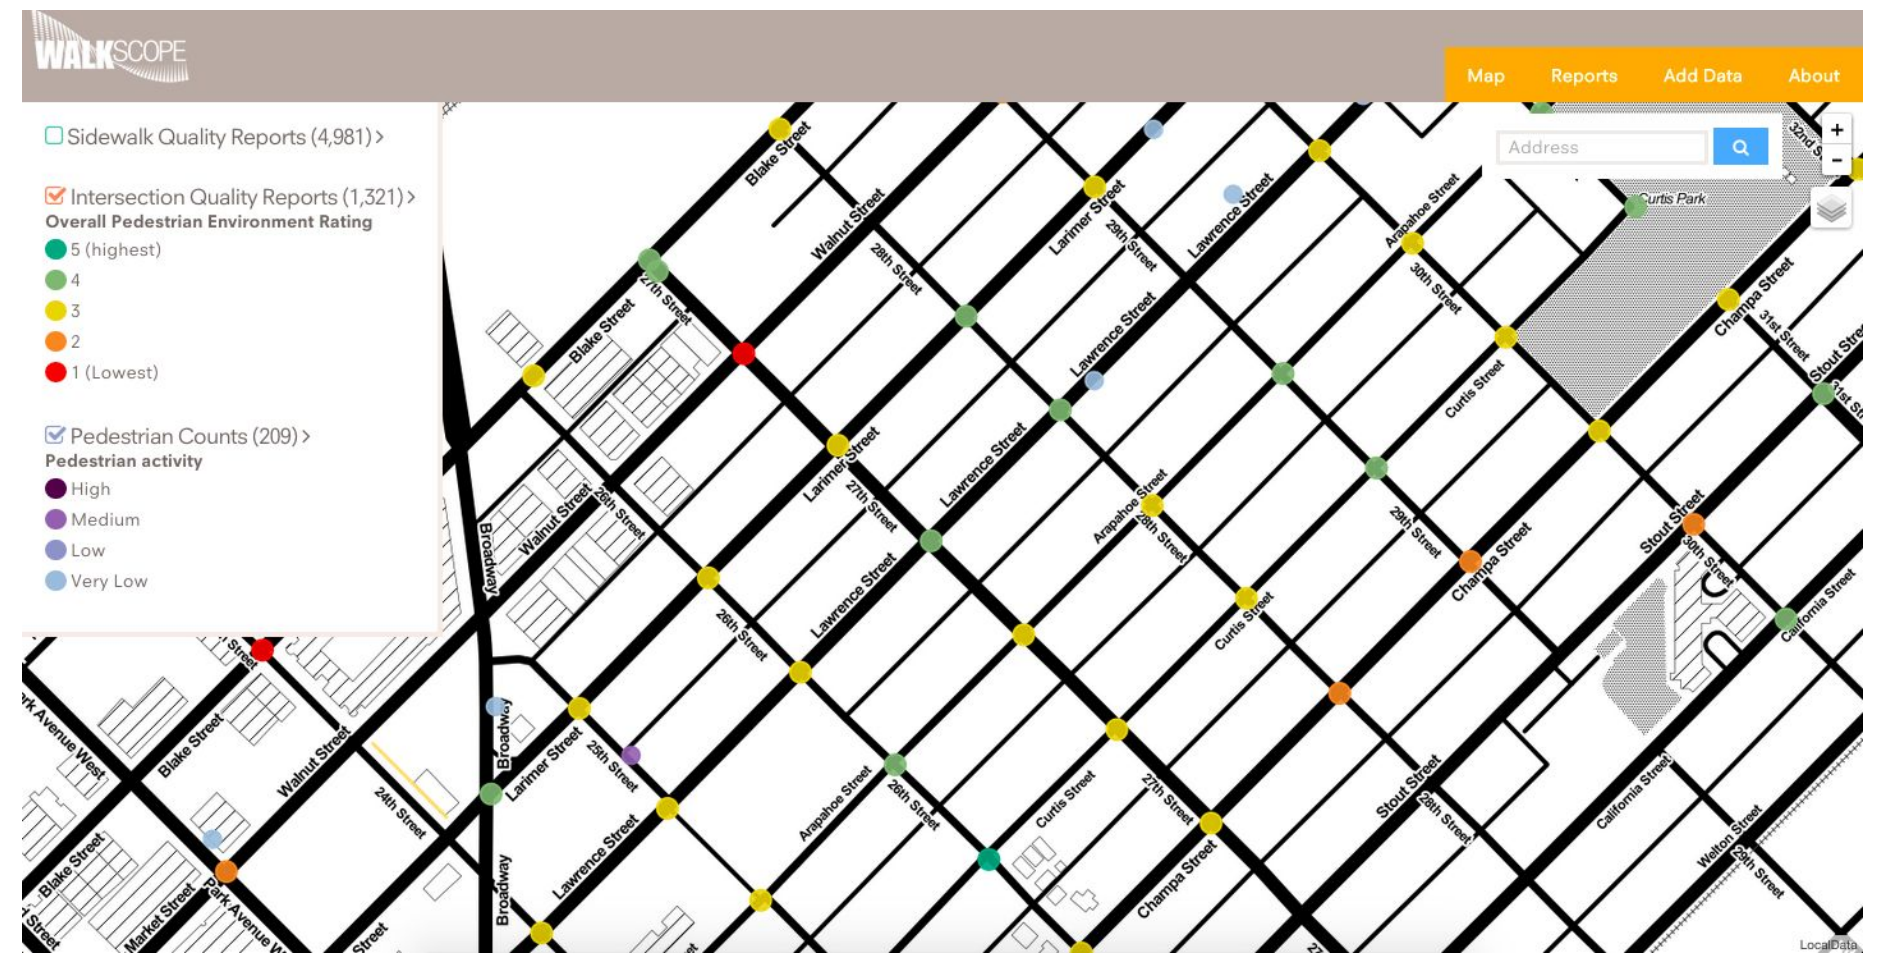 WALKSCOPE
Map
Reports
Add Data
About
Sidewalk Quality Reports (4,981) >
Intersection Quality Reports (1,321) >
Overall Pedestrian Environment Rating
5 (highest)
4
3
2
1 (Lowest)
Pedestrian Counts (209) >
Pedestrian activity
High
Medium
Low
Very Low
Address
+
-
Blake Street
Walnut Street
28th Street
Larimer Street
29th Street
Lawrence Street
Arapahoe Street
30th Street
Curtis Park
Champa Street
31st Street
27th Street
Blake Street
Lawrence Street
Curtis Street
Larimer Street
27th Street
Lawrence Street
Arapahoe Street
28th Street
29th Street
Champa Street
Stout Street
30th Street
Walnut Street
26th Street
Broadway
Lawrence Street
26th Street
Curtis Street
California Street
Street
Blake Street
Walnut Street
24th Street
Broadway
Larimer Street
25th Street
Arapahoe Street
26th Street
Curtis Street
27th Street
Stout Street
28th Street
California Street
Welton Street
29th Street
Blake Street
Market Street
Broadway
Lawrence Street
Champa Street
Street
Street
LocalData